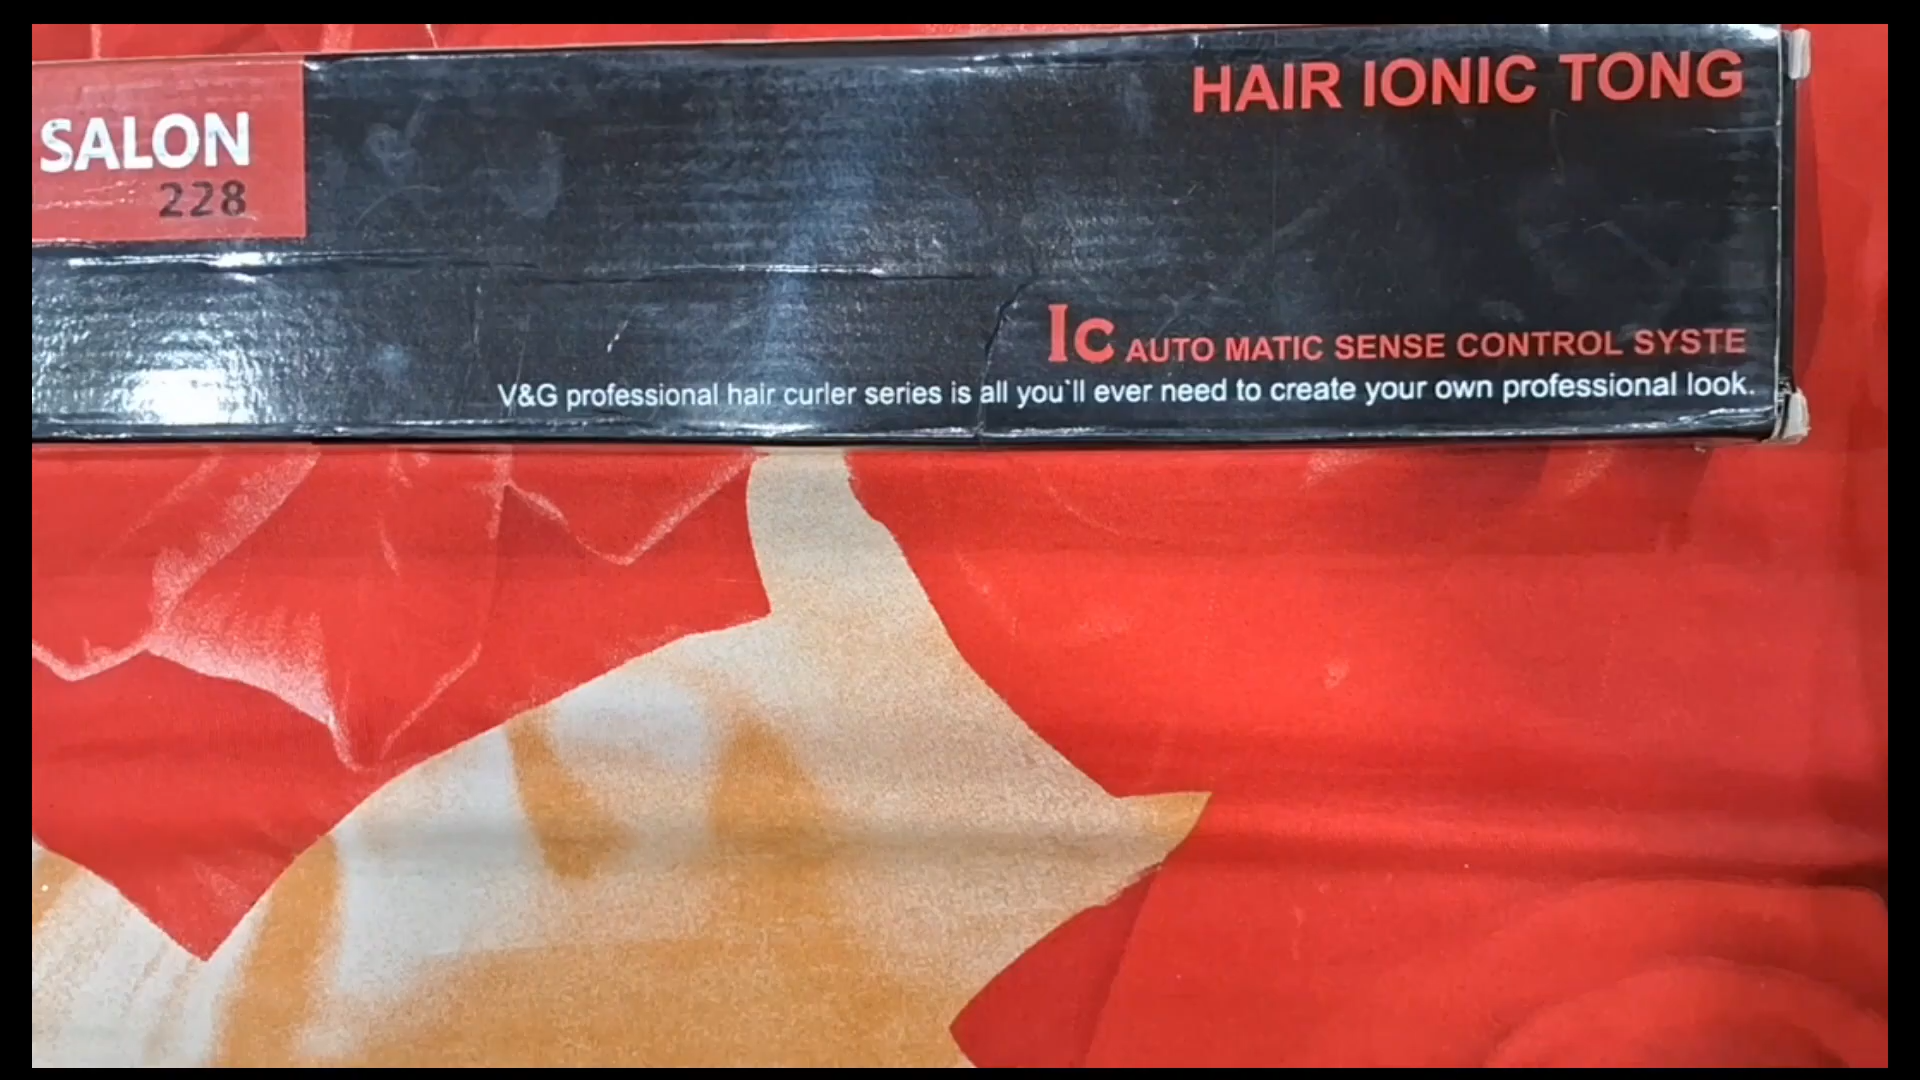 HAIR IONIC TONG
SALON
228
Ic AUTO MATIC SENSE CONTROL SYSTE
V&G professional hair curler series is all you`ll ever need to create your own professional look.